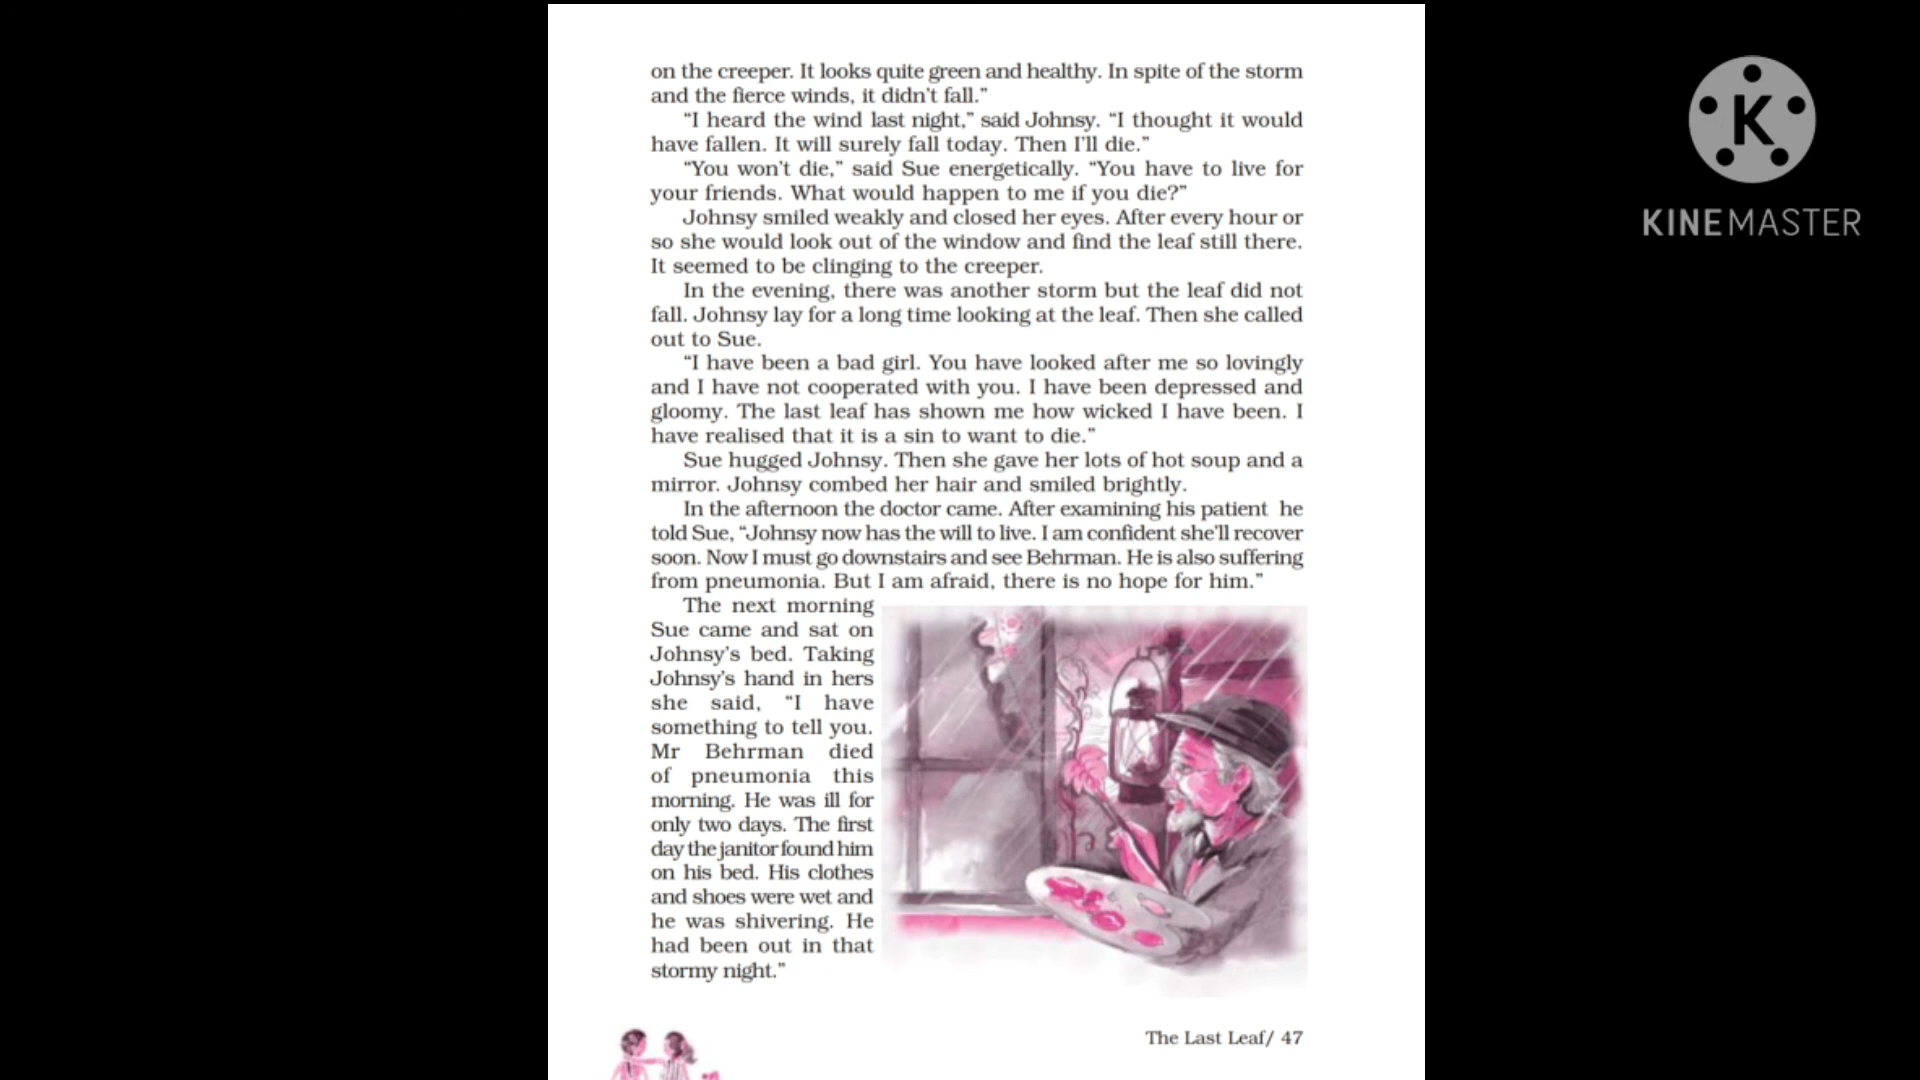 on the creeper. It looks quite green and healthy. In spite of the storm
and the fierce winds, it didn't fall.”
“I heard the wind last night,” said Johnsy. “I thought it would
have fallen. It will surely fall today. Then I'll die.”
“You won't die,” said Sue energetically. “You have to live for
your friends. What would happen to me if you die?”
Johnsy smiled weakly and closed her eyes. After every hour or
so she would look out of the window and find the leaf still there.
It seemed to be clinging to the creeper.
In the evening, there was another storm but the leaf did not
fall. Johnsy lay for a long time looking at the leaf. Then she called
out to Sue.
“I have been a bad girl. You have looked after me so lovingly
and I have not cooperated with you. I have been depressed and
gloomy. The last leaf has shown me how wicked I have been. I
have realised that it is a sin to want to die.”
Sue hugged Johnsy. Then she gave her lots of hot soup and a
mirror. Johnsy combed her hair and smiled brightly.
In the afternoon the doctor came. After examining his patient he
told Sue, “Johnsy now has the will to live. I am confident she'll recover
soon. Now I must go downstairs and see Behrman. He is also suffering
from pneumonia. But I am afraid, there is no hope for him.”
The next morning
Sue came and sat on
Johnsy's bed. Taking
Johnsy's hand in hers
she said, “I have
something to tell you.
Mr Behrman died
of pneumonia this
morning. He was ill for
only two days. The first
day the janitor found him
on his bed. His clothes
and shoes were wet and
he was shivering. He
had been out in that
stormy night.”
The Last Leaf/ 47
K
KINEMASTER